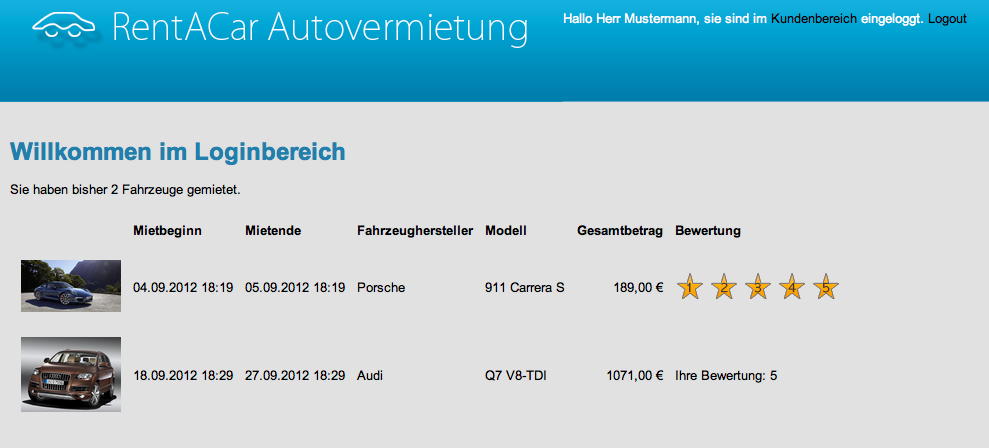 RentACar Autovermietung
Hallo Herr Mustermann, sie sind im Kundenbereich eingeloggt. Logout
Willkommen im Loginbereich
Sie haben bisher 2 Fahrzeuge gemietet.
Mietbeginn Mietende Fahrzeughersteller Modell Gesamtbetrag Bewertung
04.09.2012 18:19 05.09.2012 18:19 Porsche 911 Carrera S 189,00 € 1 2 3 4 5
18.09.2012 18:29 27.09.2012 18:29 Audi Q7 V8-TDI 1071,00 € Ihre Bewertung: 5